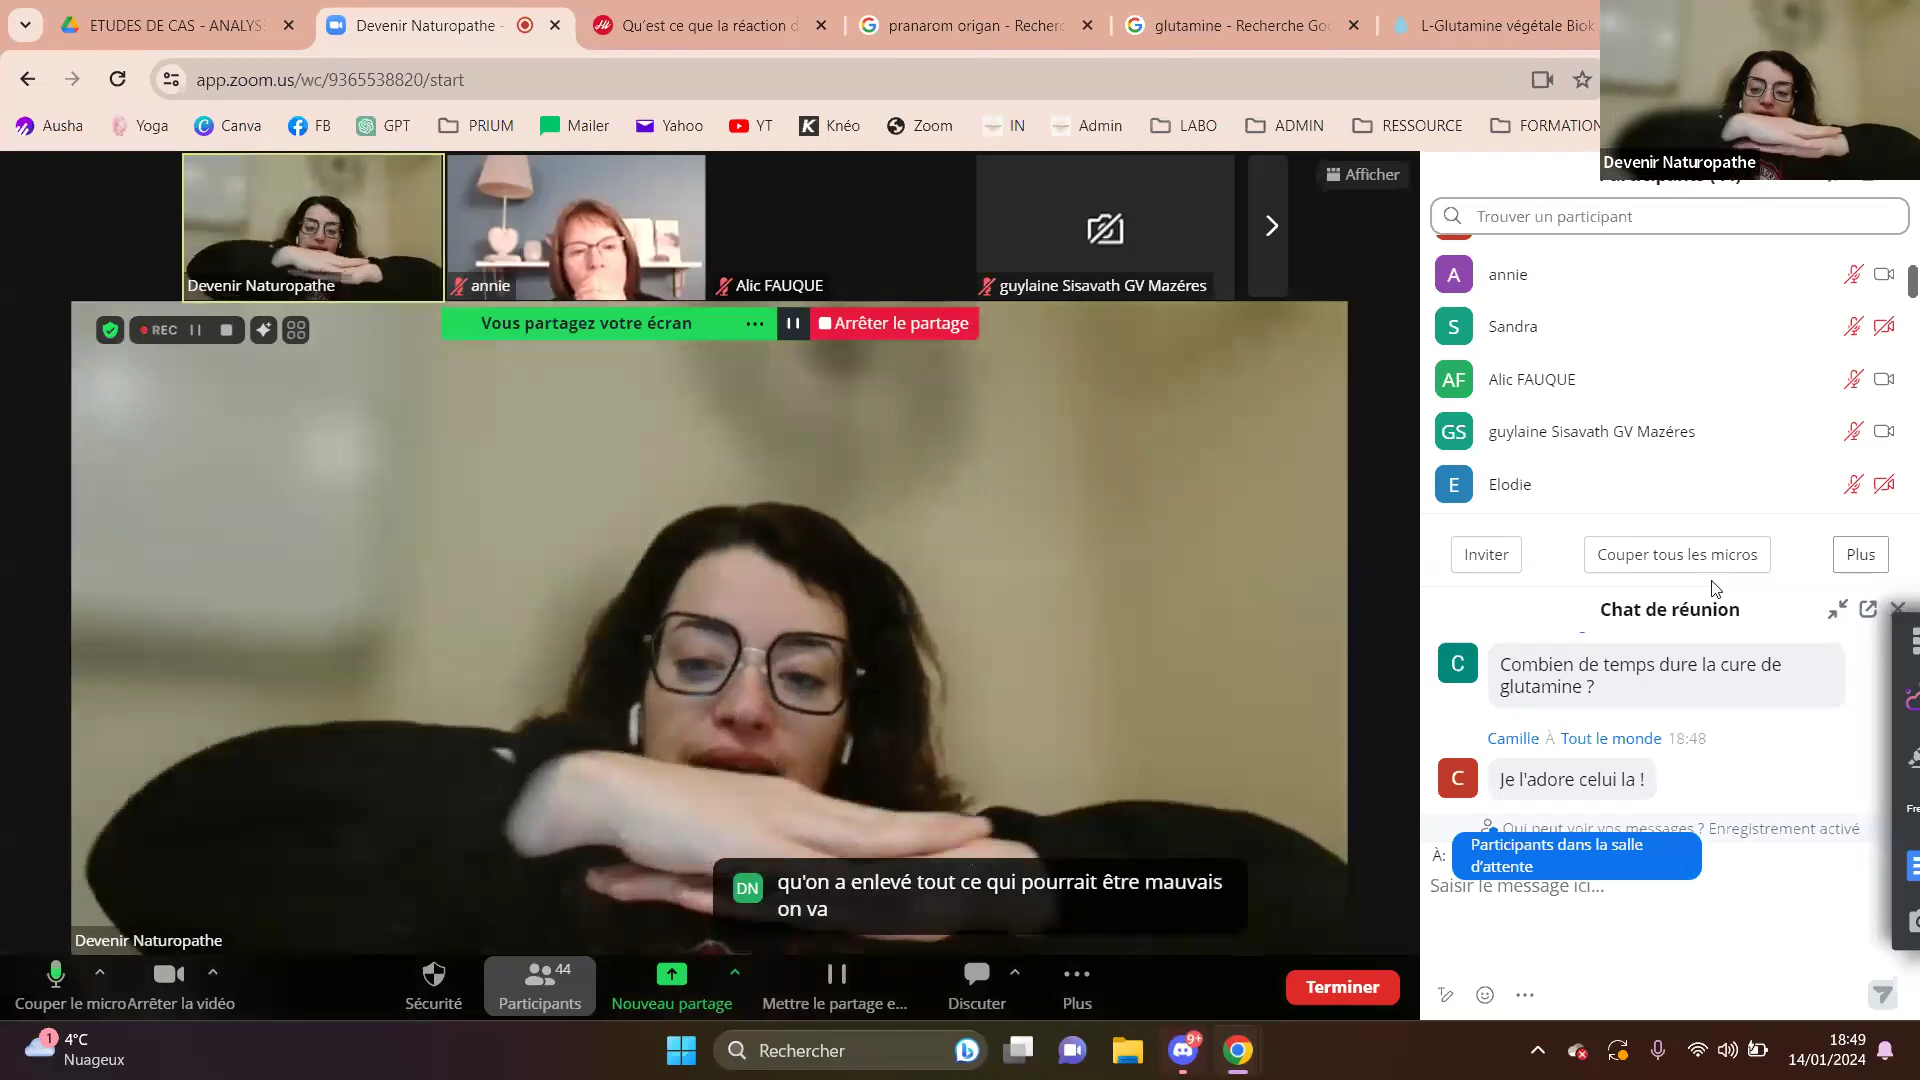 ETUDES DE CAS - ANALYS
Devenir Naturopathe -
Qu'est ce que la réaction
pranarom origan - Recherc
glutamine - Recherche Goo
L-Glutamine végétale Biok
app.zoom.us/wc/9365538820/start
Ausha
Yoga
Canva
FB
GPT
PRIUM
Mailer
Yahoo
YT
Knéo
Zoom
IN
Admin
LABO
ADMIN
RESSOURCE
FORMATION
Devenir Naturopathe
Devenir Naturopathe
annie
Alic FAUQUE
guylaine Sisavath GV Mazéres
Afficher
REC
Vous partagez votre écran
Arrêter le partage
Trouver un participant
A
annie
S
Sandra
AF
Alic FAUQUE
GS
guylaine Sisavath GV Mazéres
E
Elodie
Inviter
Couper tous les micros
Plus
Chat de réunion
C
Combien de temps dure la cure de
glutamine ?
Camille À Tout le monde 18:48
C
Je l'adore celui la !
Qui peut voir vos messages ? Enregistrement activé
À:
Participants dans la salle
d'attente
Saisir le message ici...
DN
qu'on a enlevé tout ce qui pourrait être mauvais
on va
Devenir Naturopathe
Couper le micro
Arrêter la vidéo
Sécurité
44
Participants
Nouveau partage
Mettre le partage e...
Discuter
Plus
Terminer
1
4°C
Nuageux
Rechercher
9+
18:49
14/01/2024